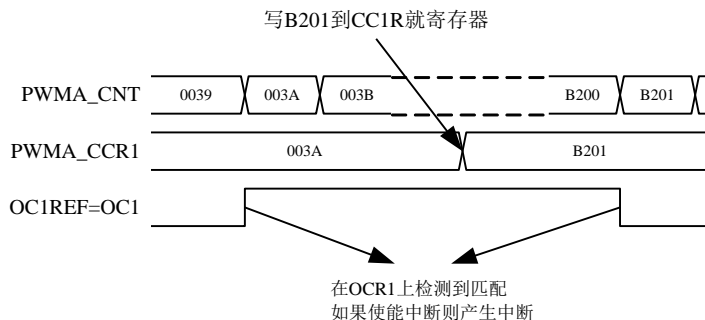 写B201到CC1R就寄存器
PWMA_CNT 0039 003A 003B B200 B201
PWMA_CCR1 003A B201
OC1REF=OC1
在OCR1上检测到匹配
如果使能中断则产生中断